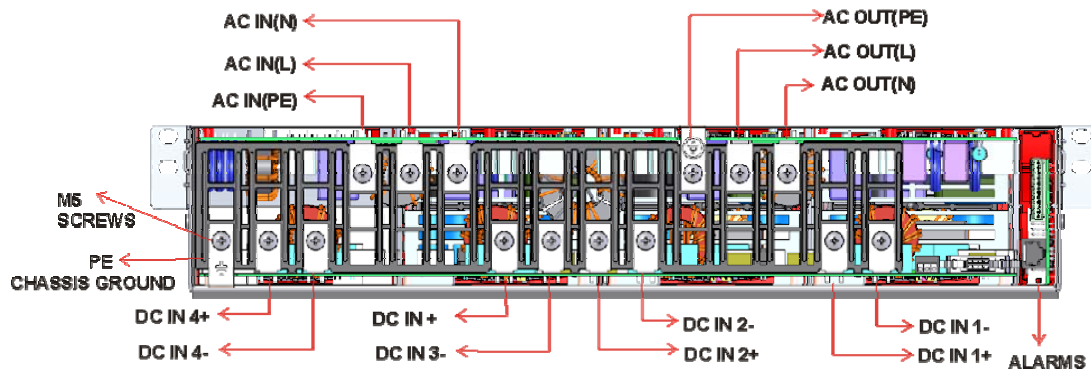 AC IN(N)
AC OUT(PE)
AC IN(L)
AC OUT(L)
AC IN(PE)
AC OUT(N)
M5
SCREWS
PE
CHASSIS GROUND
DC IN 4+
DC IN +
DC IN 2-
DC IN 1-
DC IN 4-
DC IN 3-
DC IN 2+
DC IN 1+
ALARMS